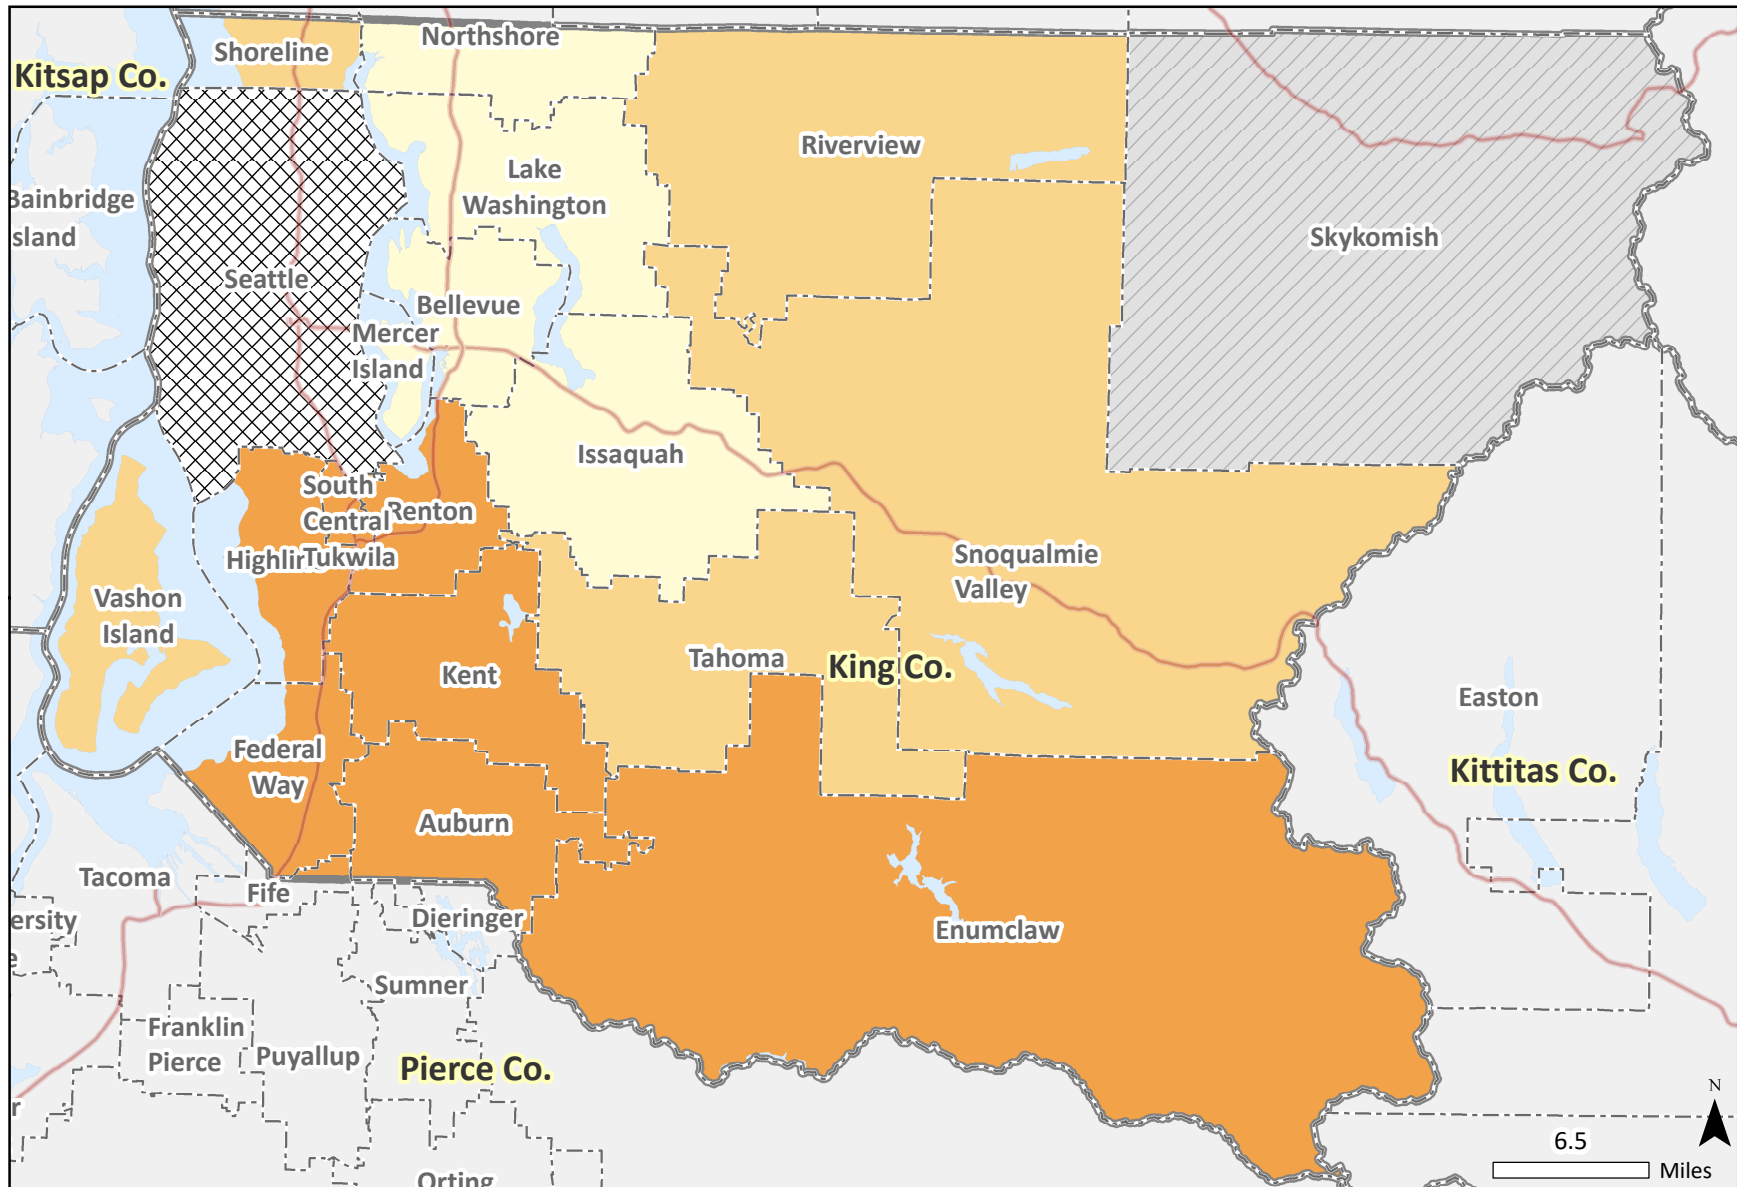 Northshore
Shoreline
Kitsap Co.
Riverview
Lake
Washington
Bainbridge
sland
Skykomish
Seattle
Bellevue
Mercer
Island
Issaquah
South
Central
Renton
Tukwila
Snoqualmie
Valley
Vashon
Island
Tahoma
King Co.
Kent
Easton
Federal
Way
Kittitas Co.
Auburn
Tacoma
Fife
Dieringer
ersity
e
Enumclaw
Sumner
Franklin
Pierce
Puyallup
Pierce Co.
r
N
6.5
Miles
Orting